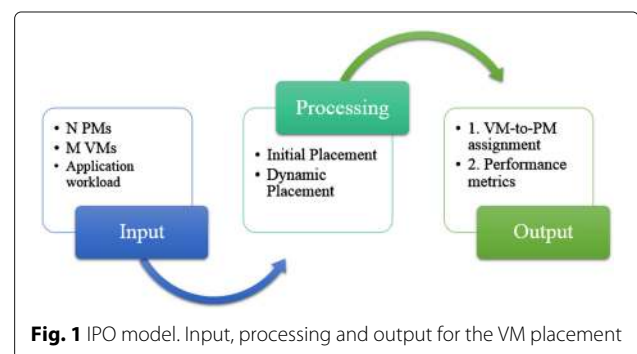 • N PMs
• M VMs
• Application
workload
Input
Processing
• Initial Placement
• Dynamic
Placement
• 1. VM-to-PM
assignment
• 2. Performance
metrics
Output
Fig. 1 IPO model. Input, processing and output for the VM placement